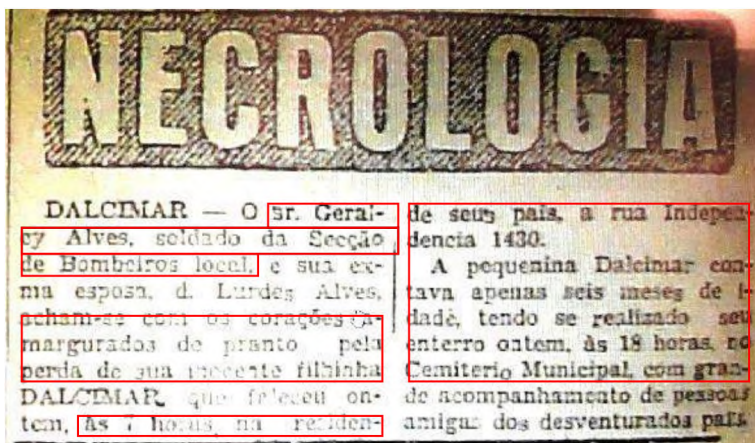 NECROLOGIA
DALCIMAR — O sr. Geral-
cy Alves, soldado da Secção
de Bombeiros local, e sua ex-
ma esposa, d. Lurdes Alves,
acham-se com os corações a-
margurados de pranto pela
perda de sua inocente filhinha
DALCIMAR, que faleceu on-
tem, às 7 horas, na residen-
de seus pais, a rua Indepen
dencia 1430.
A pequenina Dalcimar con-
tava apenas seis meses de i-
dade, tendo se realizado seu
enterro ontem, às 18 horas, no
Cemiterio Municipal, com gran-
de acompanhamento de pessoas
amigas dos desventurados pais